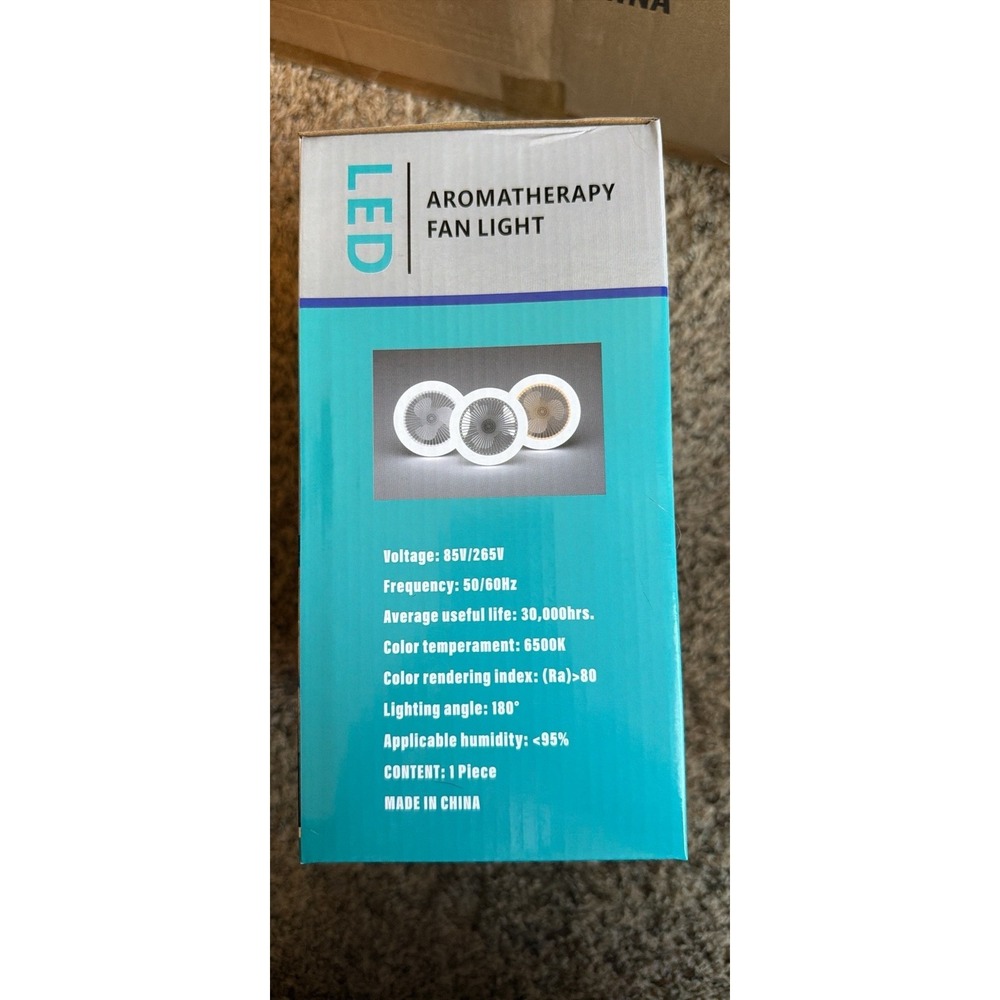 LED
AROMATHERAPY
FAN LIGHT
Voltage: 85V/265V
Frequency: 50/60Hz
Average useful life: 30,000hrs.
Color temperament: 6500K
Color rendering index: (Ra)>80
Lighting angle: 180°
Applicable humidity: <95%
CONTENT: 1 Piece
MADE IN CHINA